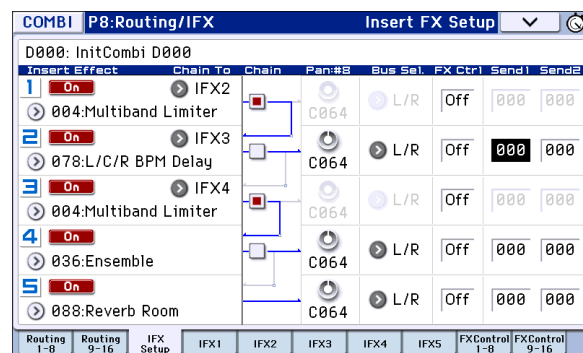 COMBI P8:Routing/IFX Insert FX Setup
D000: InitCombi D000
Insert Effect Chain To Chain Pan:#8 Bus Sel. FX Ctrl Send1 Send2
1 On IFX2
004:Multiband Limiter C064 L/R Off 000 000
2 On IFX3
078:L/C/R BPM Delay C064 L/R Off 000 000
3 On IFX4
004:Multiband Limiter C064 L/R Off 000 000
4 On
036:Ensemble C064 L/R Off 000 000
5 On
088:Reverb Room C064 L/R Off 000 000
Routing 1-8 Routing 9-16 IFX Setup IFX1 IFX2 IFX3 IFX4 IFX5 FXControl 1-8 FXControl 9-16